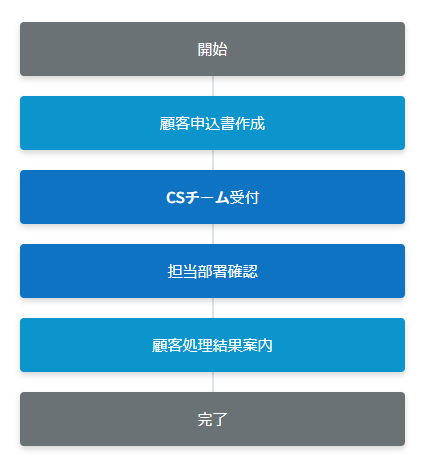 開始
顧客申込書作成
CSチーム受付
担当部署確認
顧客処理結果案内
完了